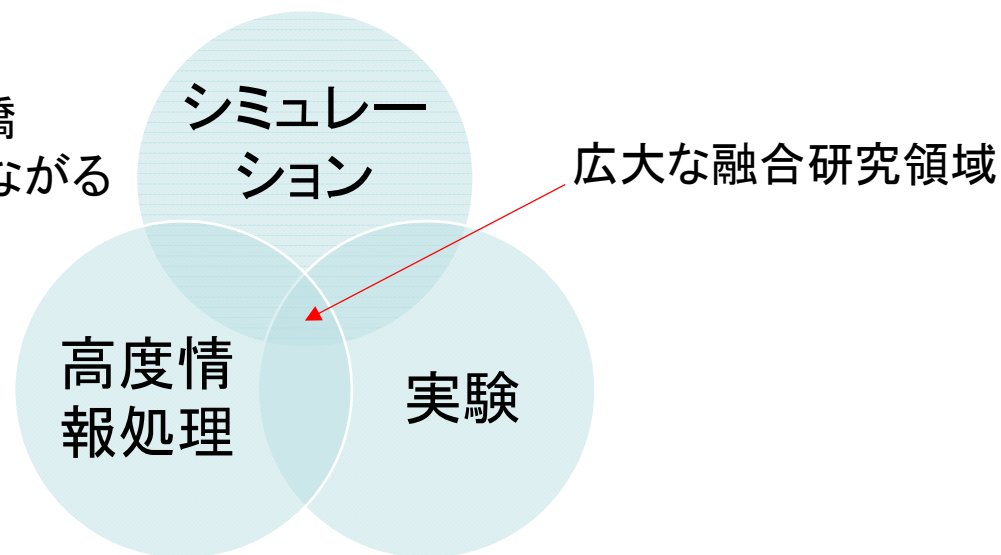 シミュレー
ション
橋
ながる
広大な融合研究領域
高度情
報処理
実験